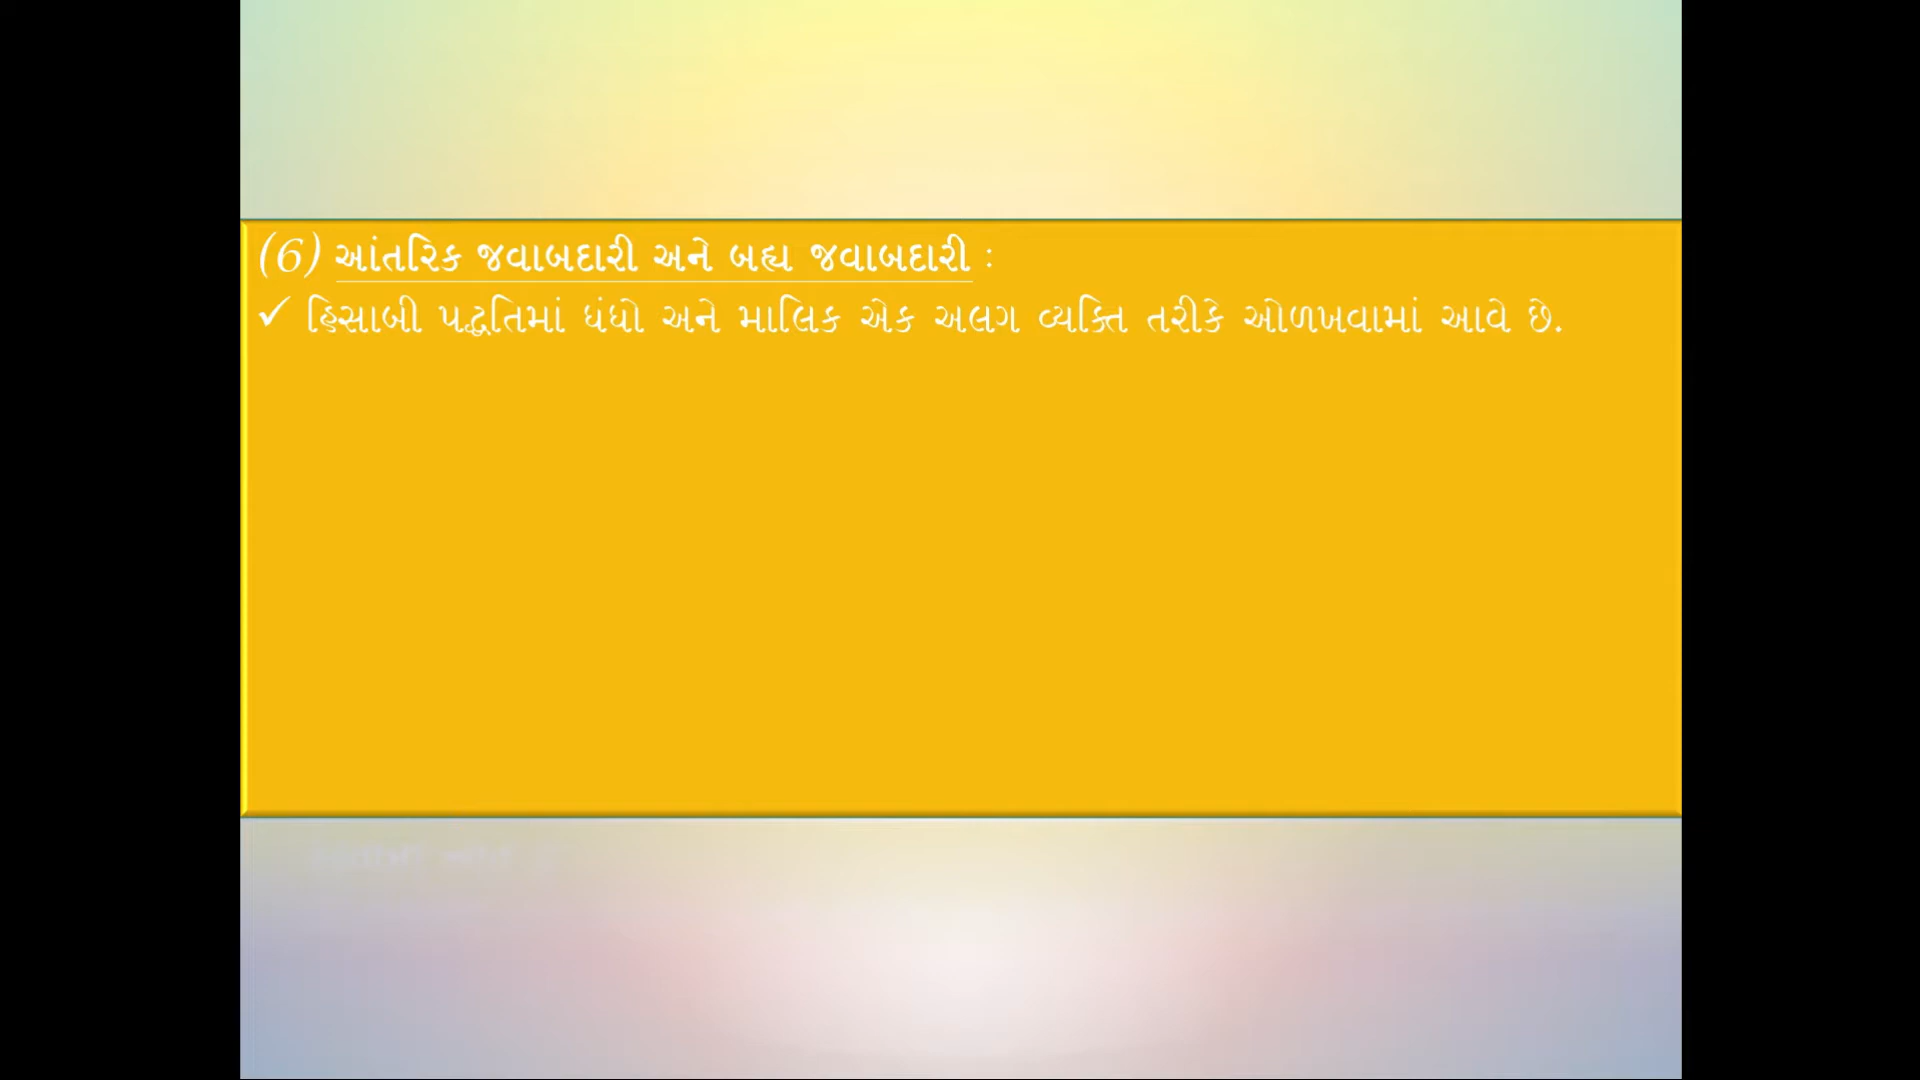 (6) આંતરિક જવાબદારી અને બહ્ય જવાબદારી :
✓ હિસાબી પદ્ધતિમાં ધંધો અને માલિક એક અલગ વ્યક્તિ તરીકે ઓળખવામાં આવે છે.